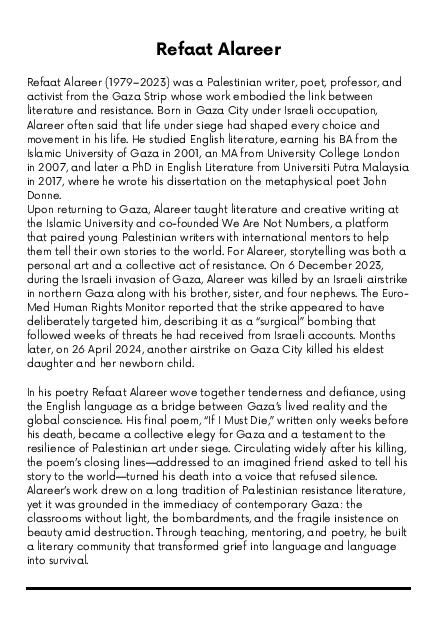 Refaat Alareer
Refaat Alareer (1979–2023) was a Palestinian writer, poet, professor, and
activist from the Gaza Strip whose work embodied the link between
literature and resistance. Born in Gaza City under Israeli occupation,
Alareer often said that life under siege had shaped every choice and
movement in his life. He studied English literature, earning his BA from the
Islamic University of Gaza in 2001, an MA from University College London
in 2007, and later a PhD in English Literature from Universiti Putra Malaysia
in 2017, where he wrote his dissertation on the metaphysical poet John
Donne.
Upon returning to Gaza, Alareer taught literature and creative writing at
the Islamic University and co-founded We Are Not Numbers, a platform
that paired young Palestinian writers with international mentors to help
them tell their own stories to the world. For Alareer, storytelling was both a
personal art and a collective act of resistance. On 6 December 2023,
during the Israeli invasion of Gaza, Alareer was killed by an Israeli airstrike
in northern Gaza along with his brother, sister, and four nephews. The Euro-
Med Human Rights Monitor reported that the strike appeared to have
deliberately targeted him, describing it as a “surgical” bombing that
followed weeks of threats he had received from Israeli accounts. Months
later, on 26 April 2024, another airstrike on Gaza City killed his eldest
daughter and her newborn child.
In his poetry Refaat Alareer wove together tenderness and defiance, using
the English language as a bridge between Gaza’s lived reality and the
global conscience. His final poem, “If I Must Die,” written only weeks before
his death, became a collective elegy for Gaza and a testament to the
resilience of Palestinian art under siege. Circulating widely after his killing,
the poem’s closing lines—addressed to an imagined friend asked to tell his
story to the world—turned his death into a voice that refused silence.
Alareer’s work drew on a long tradition of Palestinian resistance literature,
yet it was grounded in the immediacy of contemporary Gaza: the
classrooms without light, the bombardments, and the fragile insistence on
beauty amid destruction. Through teaching, mentoring, and poetry, he built
a literary community that transformed grief into language and language
into survival.